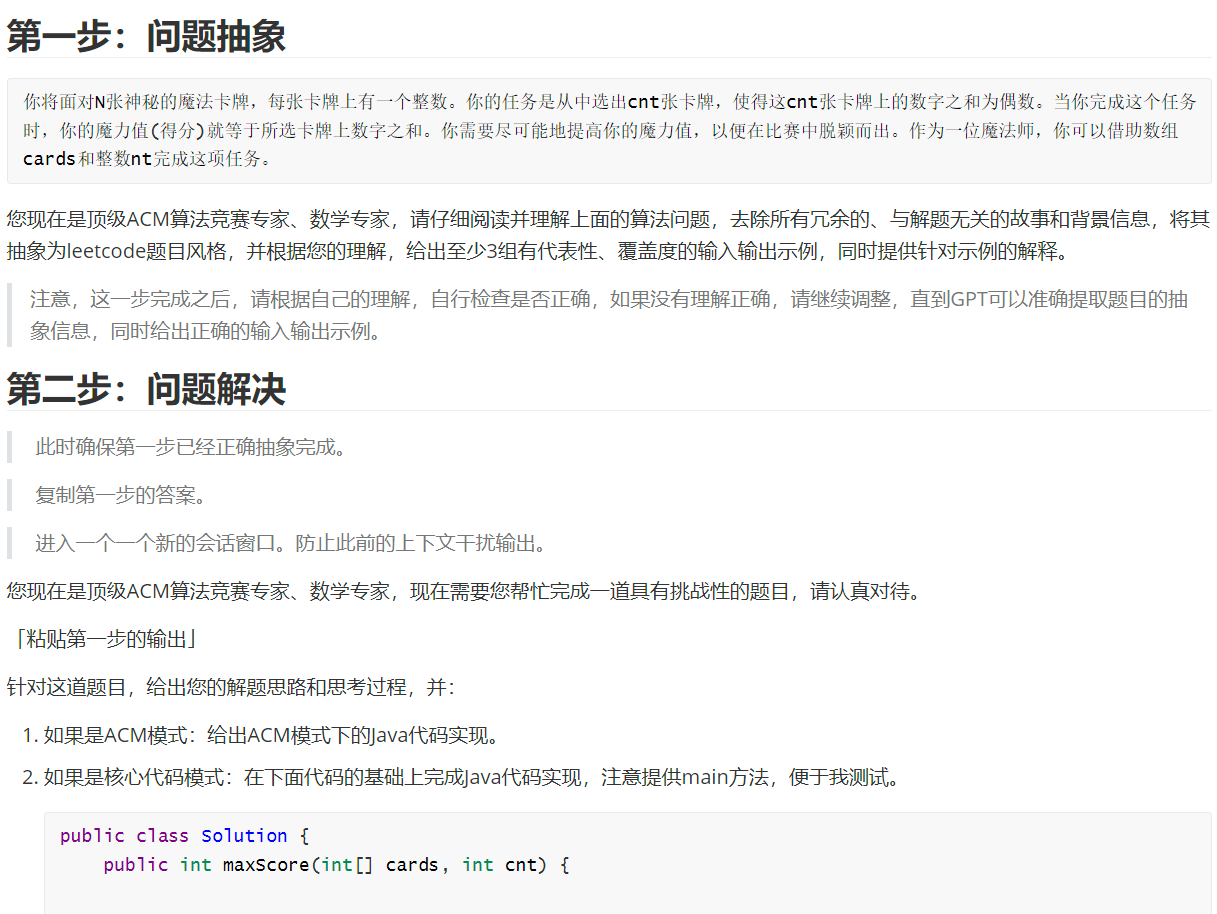 第一步：问题抽象
你将面对N张神秘的魔法卡牌，每张卡牌上有一个整数。你的任务是从中选出cnt张卡牌，使得这cnt张卡牌上的数字之和为偶数。当你完成这个任务
时，你的魔力值(得分)就等于所选卡牌上数字之和。你需要尽可能地提高你的魔力值，以便在比赛中脱颖而出。作为一位魔法师，你可以借助数组
cards和整数nt完成这项任务。
您现在是顶级ACM算法竞赛专家、数学专家，请仔细阅读并理解上面的算法问题，去除所有冗余的、与解题无关的故事和背景信息，将其
抽象为leetcode题目风格，并根据您的理解，给出至少3组有代表性、覆盖度的输入输出示例，同时提供针对示例的解释。
注意，这一步完成之后，请根据自己的理解，自行检查是否正确，如果没有理解正确，请继续调整，直到GPT可以准确提取题目的抽
象信息，同时给出正确的输入输出示例。
第二步：问题解决
此时确保第一步已经正确抽象完成。
复制第一步的答案。
进入一个一个新的会话窗口。防止此前的上下文干扰输出。
您现在是顶级ACM算法竞赛专家、数学专家，现在需要您帮忙完成一道具有挑战性的题目，请认真对待。
「粘贴第一步的输出」
针对这道题目，给出您的解题思路和思考过程，并：
1. 如果是ACM模式：给出ACM模式下的Java代码实现。
2. 如果是核心代码模式：在下面代码的基础上完成Java代码实现，注意提供main方法，便于我测试。
public class Solution {
public int maxScore(int[] cards, int cnt) {